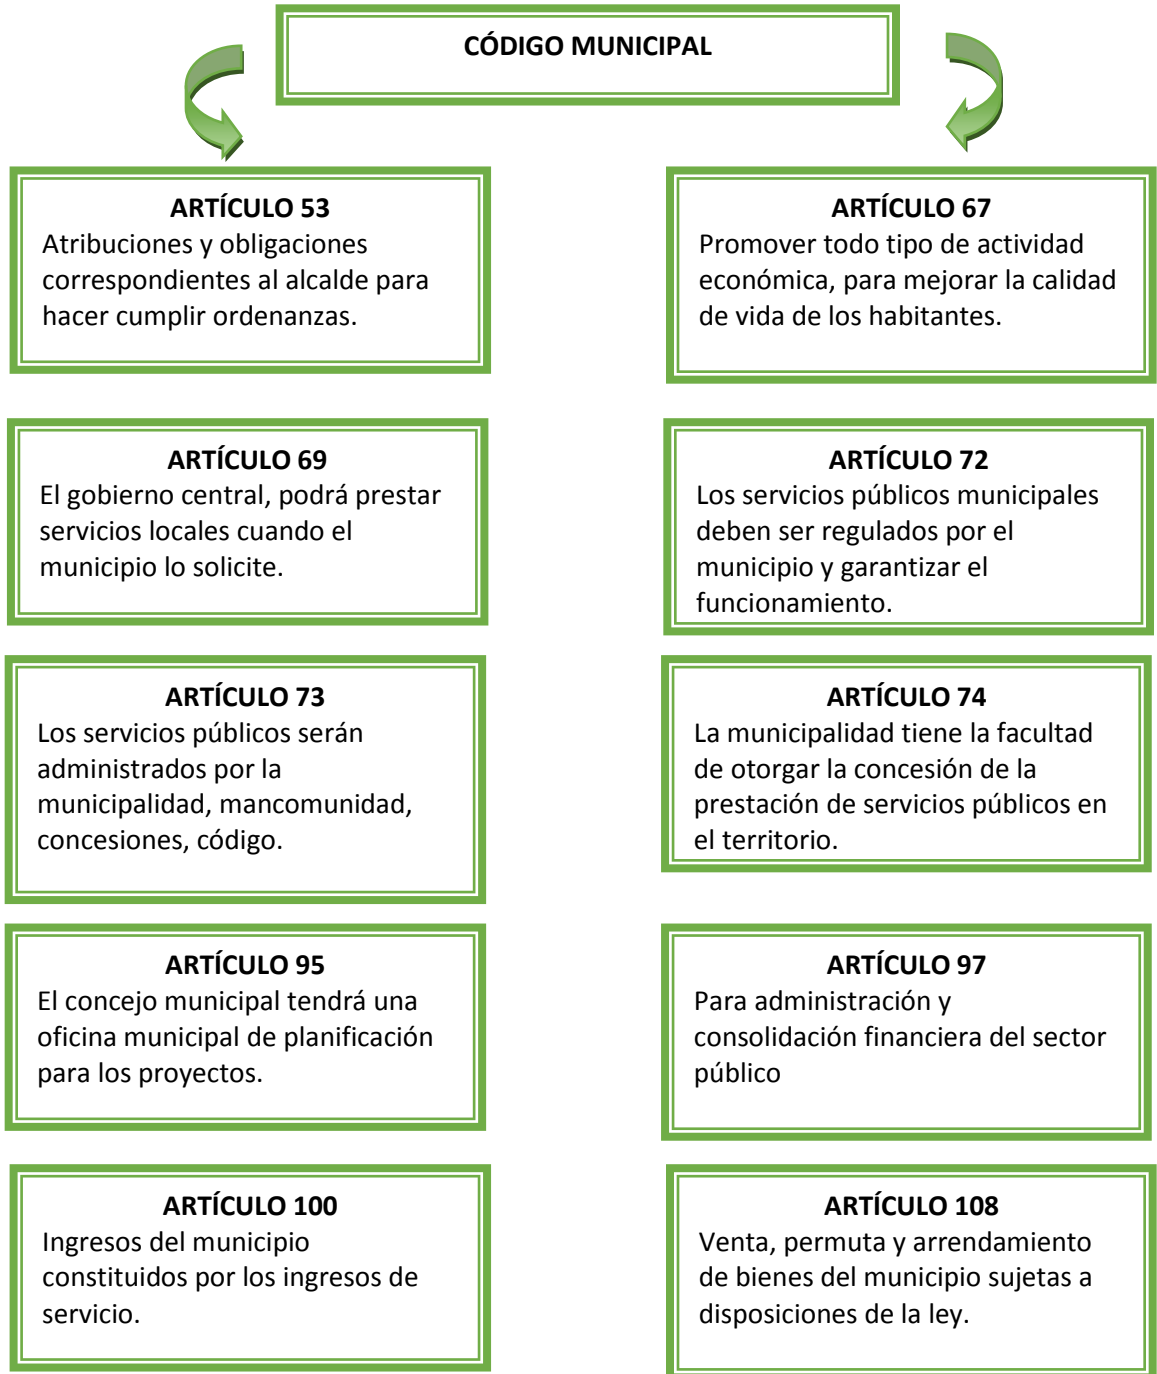 CÓDIGO MUNICIPAL
ARTÍCULO 53
Atribuciones y obligaciones
correspondientes al alcalde para
hacer cumplir ordenanzas.
ARTÍCULO 67
Promover todo tipo de actividad
económica, para mejorar la calidad
de vida de los habitantes.
ARTÍCULO 69
El gobierno central, podrá prestar
servicios locales cuando el
municipio lo solicite.
ARTÍCULO 72
Los servicios públicos municipales
deben ser regulados por el
municipio y garantizar el
funcionamiento.
ARTÍCULO 73
Los servicios públicos serán
administrados por la
municipalidad, mancomunidad,
concesiones, código.
ARTÍCULO 74
La municipalidad tiene la facultad
de otorgar la concesión de la
prestación de servicios públicos en
el territorio.
ARTÍCULO 95
El concejo municipal tendrá una
oficina municipal de planificación
para los proyectos.
ARTÍCULO 97
Para administración y
consolidación financiera del sector
público
ARTÍCULO 100
Ingresos del municipio
constituidos por los ingresos de
servicio.
ARTÍCULO 108
Venta, permuta y arrendamiento
de bienes del municipio sujetas a
disposiciones de la ley.